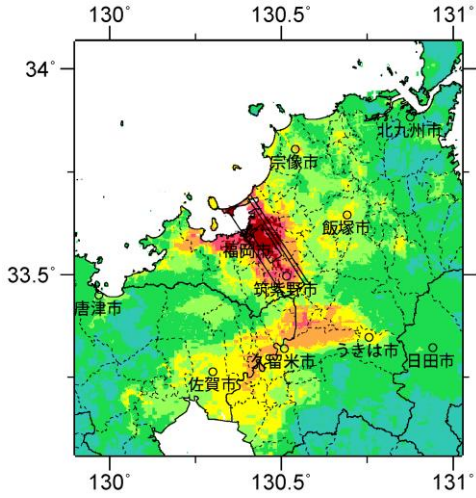 130° 130.5° 131°
34°
北九州市
宗像市
飯塚市
福岡市
33.5°
筑紫野市
唐津市
うきは市
久留米市
日田市
佐賀市
130° 130.5° 131°